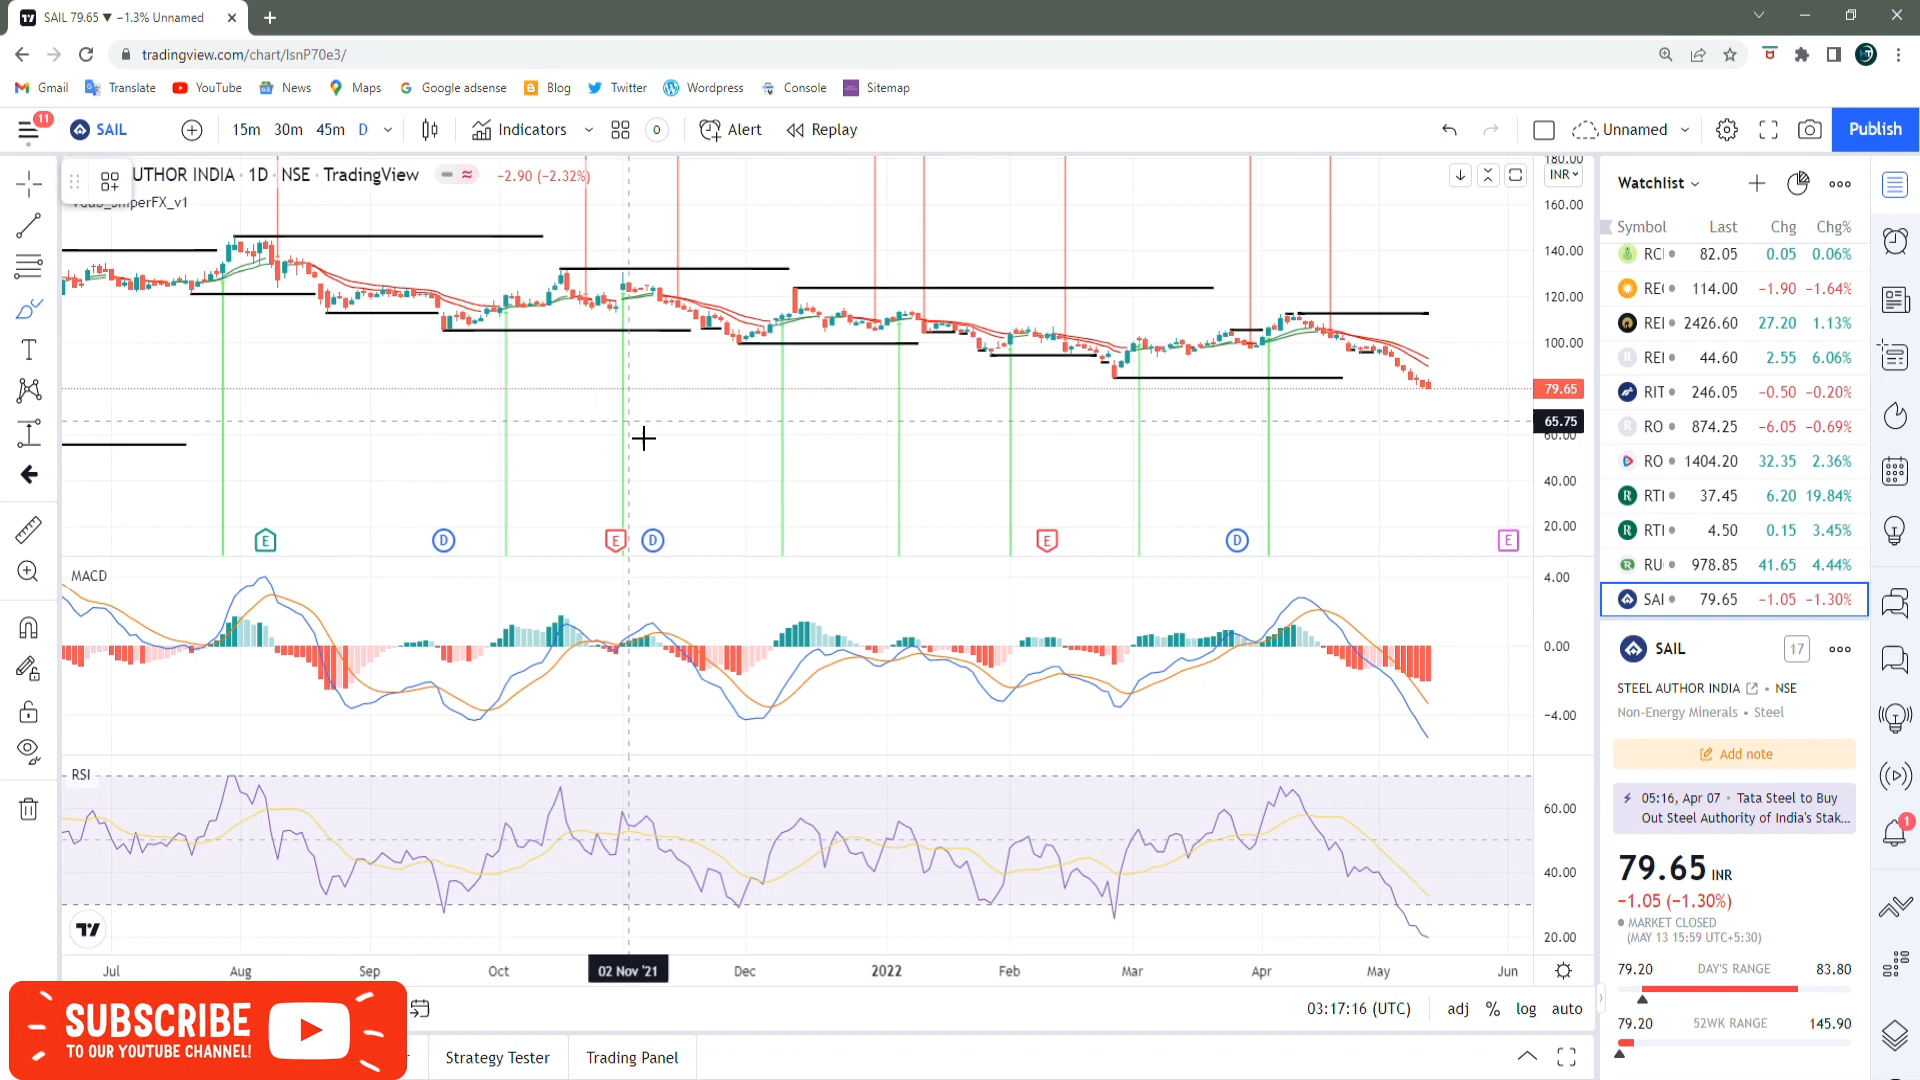 SAIL 79.65 ▼ −1.3% Unnamed
tradingview.com/chart/lsnP70e3/
Gmail Translate YouTube News Maps Google adsense Blog Twitter Wordpress Console Sitemap
11
SAIL 15m 30m 45m D Indicators 0 Alert Replay Unnamed Publish
UTHOR INDIA · 1D · NSE · TradingView −2.90 (−2.32%)
INR
180.00
160.00
140.00
120.00
100.00
79.65
65.75
60.00
40.00
20.00
E D E D E D E
MACD
4.00
0.00
−4.00
RSI
60.00
40.00
20.00
Jul Aug Sep Oct 02 Nov '21 Dec 2022 Feb Mar Apr May Jun
03:17:16 (UTC) adj % log auto
Strategy Tester Trading Panel
SUBSCRIBE
TO OUR YOUTUBE CHANNEL!
Watchlist
Symbol Last Chg Chg%
RCI 82.05 0.05 0.06%
RE 114.00 −1.90 −1.64%
REI 2426.60 27.20 1.13%
REI 44.60 2.55 6.06%
RIT 246.05 −0.50 −0.20%
RO 874.25 −6.05 −0.69%
RO 1404.20 32.35 2.36%
RTI 37.45 6.20 19.84%
RTI 4.50 0.15 3.45%
RU 978.85 41.65 4.44%
SAI 79.65 −1.05 −1.30%
SAIL 17
STEEL AUTHOR INDIA • NSE
Non-Energy Minerals • Steel
Add note
05:16, Apr 07 • Tata Steel to Buy
Out Steel Authority of India's Stak...
79.65 INR
−1.05 (−1.30%)
MARKET CLOSED
(MAY 13 15:59 UTC+5:30)
79.20 DAY'S RANGE 83.80
79.20 52WK RANGE 145.90
1